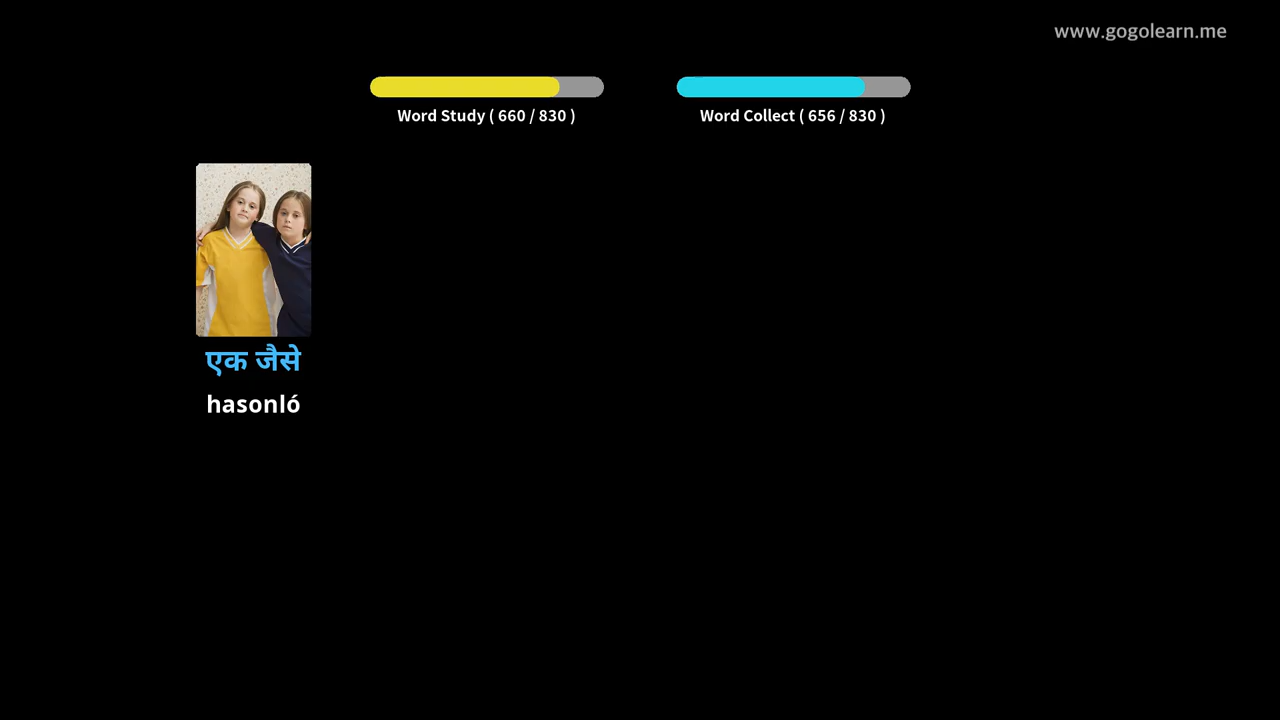 www.gogolearn.me
Word Study ( 660 / 830 )
Word Collect ( 656 / 830 )
एक जैसे
hasonló